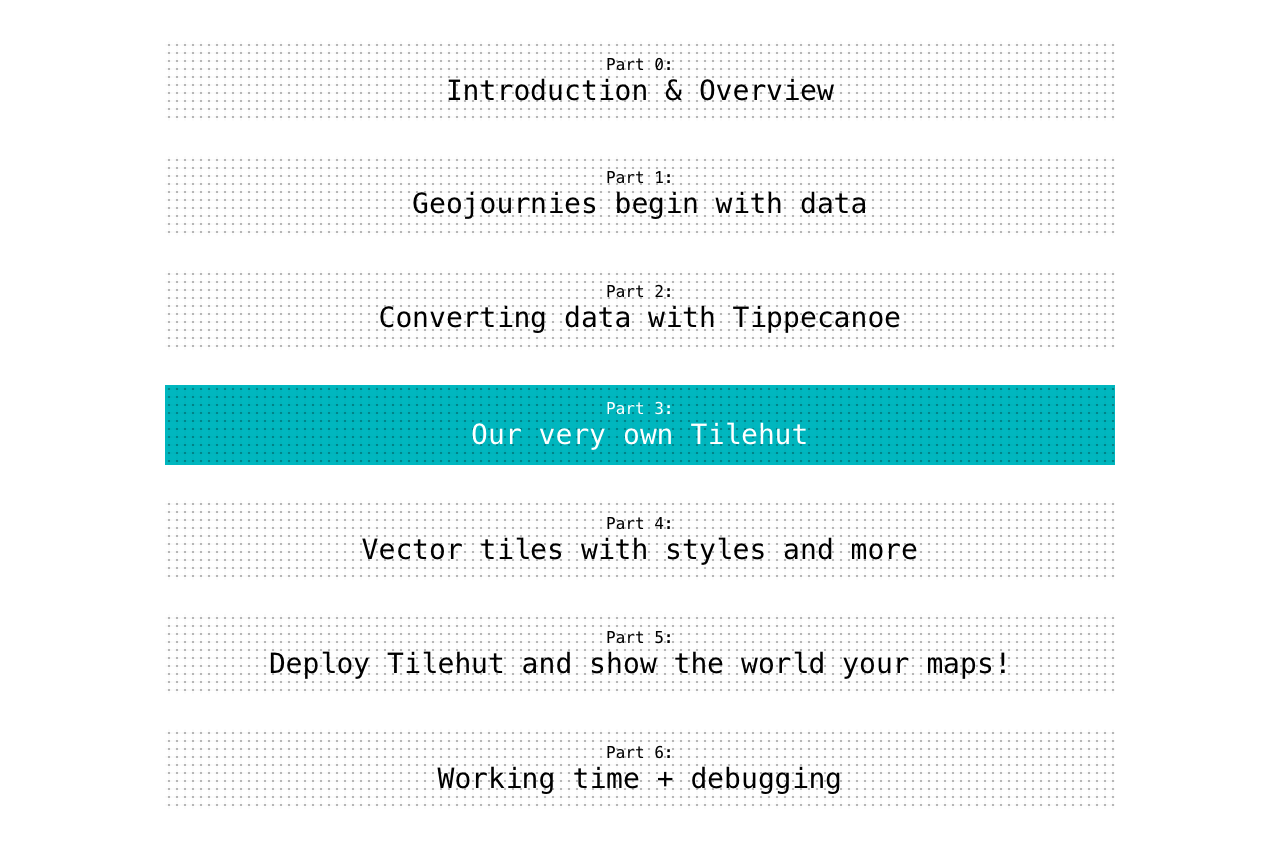 Part 0:
Introduction & Overview
Part 1:
Geojournies begin with data
Part 2:
Converting data with Tippecanoe
Part 3:
Our very own Tilehut
Part 4:
Vector tiles with styles and more
Part 5:
Deploy Tilehut and show the world your maps!
Part 6:
Working time + debugging